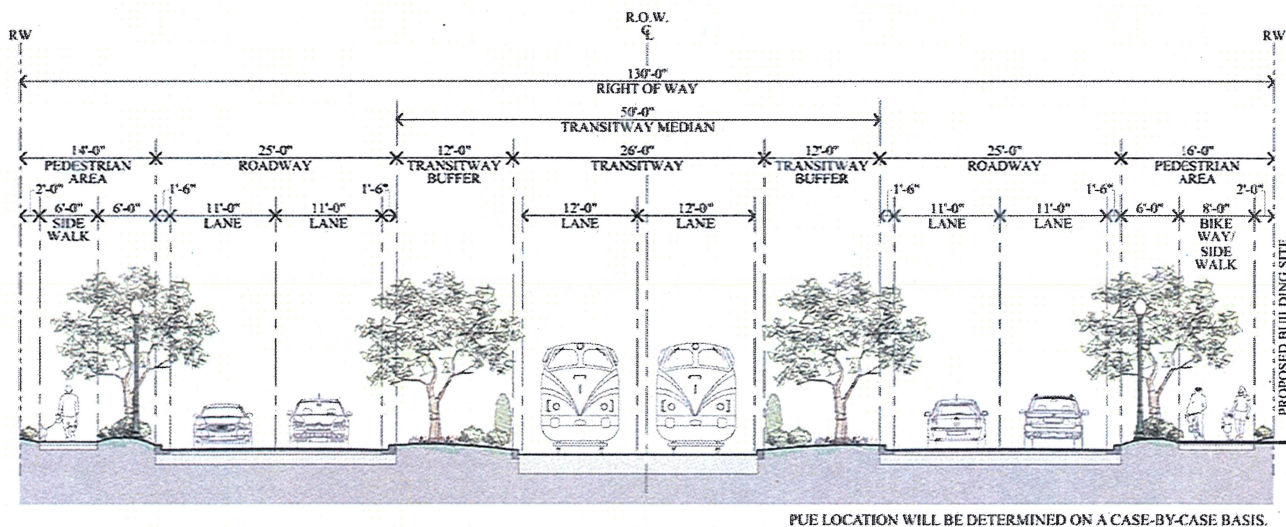 R.O.W.
RW ℄ RW
130'-0"
RIGHT OF WAY
50'-0"
TRANSITWAY MEDIAN
14'-0" 25'-0" 12'-0" 26'-0" 12'-0" 25'-0" 16'-0"
PEDESTRIAN ROADWAY TRANSITWAY TRANSITWAY TRANSITWAY ROADWAY PEDESTRIAN
AREA BUFFER BUFFER AREA
2'-0" 1'-6" 1'-6" 1'-6" 1'-6" 2'-0"
6'-0" 6'-0" 11'-0" 11'-0" 12'-0" 12'-0" 11'-0" 11'-0" 6'-0" 8'-0"
SIDE LANE LANE LANE LANE LANE LANE BIKE
WALK WAY/
SIDE
WALK
PROPOSED BUILDING SITE
PUE LOCATION WILL BE DETERMINED ON A CASE-BY-CASE BASIS.